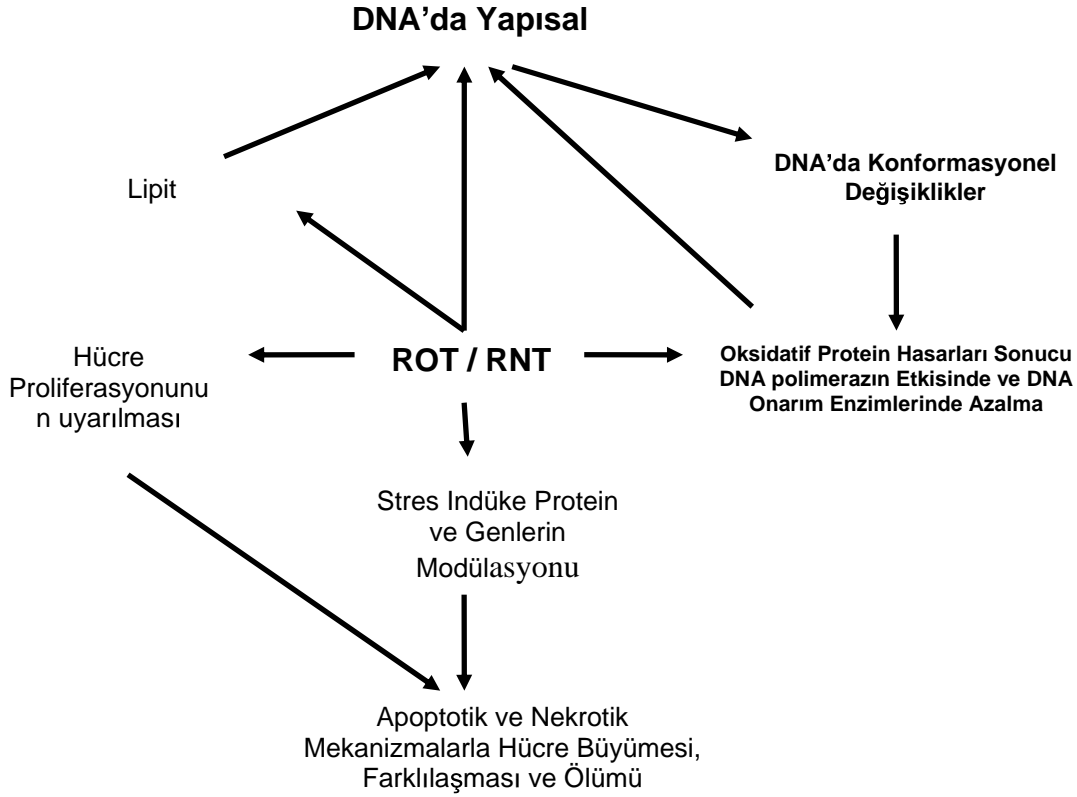 DNA’da Yapısal
DNA’da Konformasyonel
Değişiklikler
Lipit
Hücre
Proliferasyonunu
n uyarılması
ROT / RNT
Oksidatif Protein Hasarları Sonucu
DNA polimerazın Etkisinde ve DNA
Onarım Enzimlerinde Azalma
Stres Indüke Protein
ve Genlerin
Modülasyonu
Apoptotik ve Nekrotik
Mekanizmalarla Hücre Büyümesi,
Farklılaşması ve Ölümü